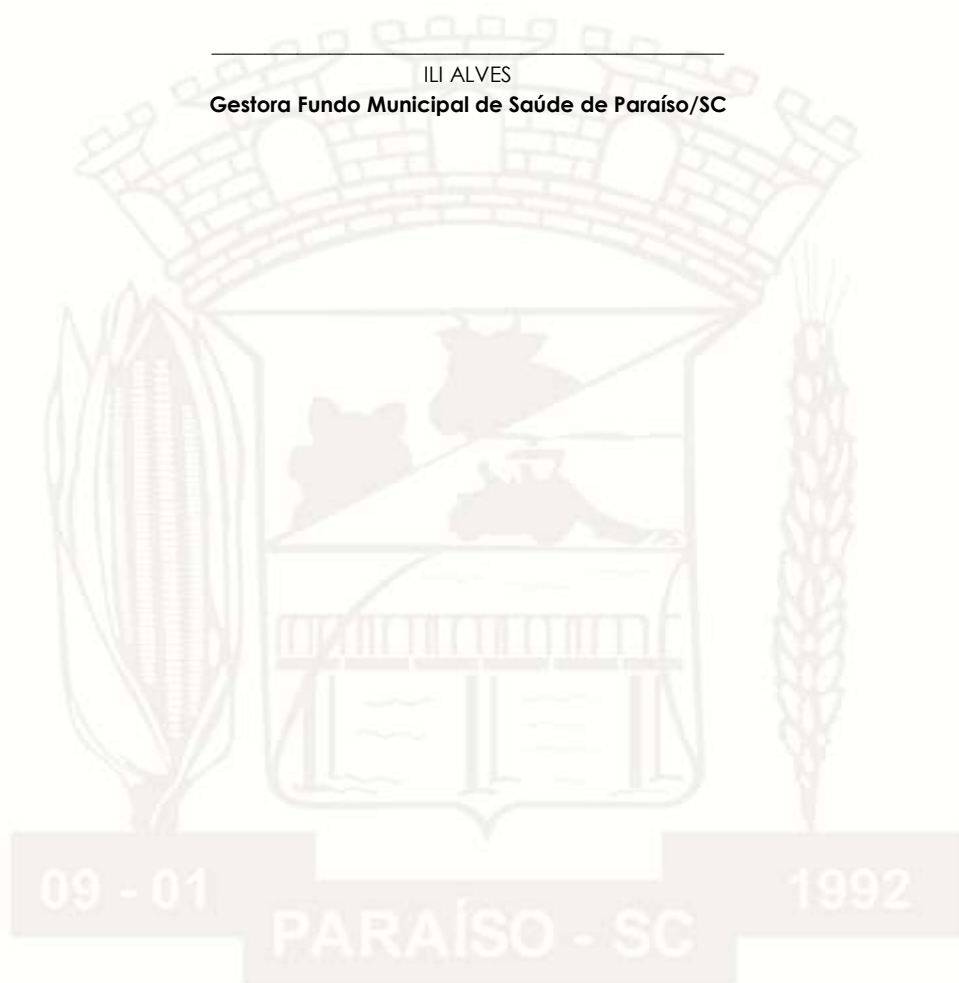 ILI ALVES
Gestora Fundo Municipal de Saúde de Paraíso/SC
09 - 01
1992
PARAÍSO - SC